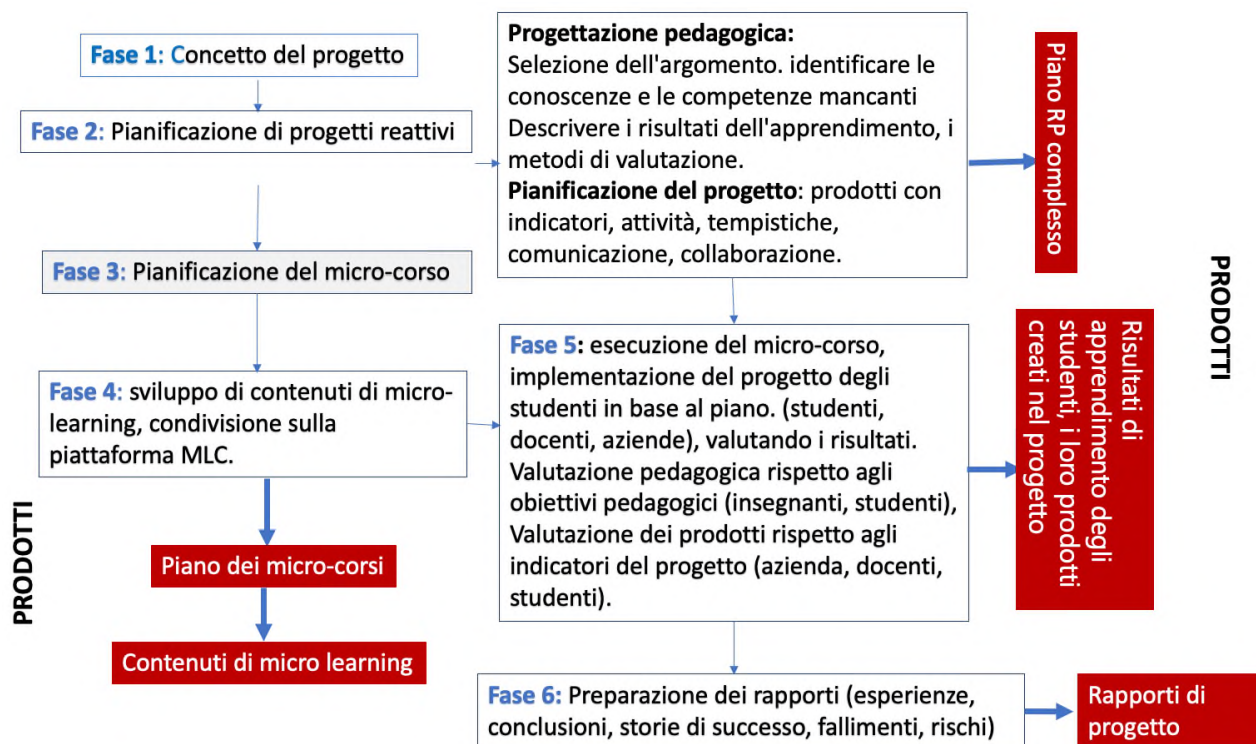 Fase 1: Concetto del progetto
Fase 2: Pianificazione di progetti reattivi
Progettazione pedagogica:
Selezione dell'argomento. identificare le
conoscenze e le competenze mancanti
Descrivere i risultati dell'apprendimento, i
metodi di valutazione.
Pianificazione del progetto: prodotti con
indicatori, attività, tempistiche,
comunicazione, collaborazione.
Piano RP complesso
Fase 3: Pianificazione del micro-corso
Fase 4: sviluppo di contenuti di micro-
learning, condivisione sulla
piattaforma MLC.
PRODOTTI
Piano dei micro-corsi
Contenuti di micro learning
Fase 5: esecuzione del micro-corso,
implementazione del progetto degli
studenti in base al piano. (studenti,
docenti, aziende), valutando i risultati.
Valutazione pedagogica rispetto agli
obiettivi pedagogici (insegnanti, studenti),
Valutazione dei prodotti rispetto agli
indicatori del progetto (azienda, docenti,
studenti).
Risultati di
apprendimento degli
studenti, i loro prodotti
creati nel progetto
PRODOTTI
Fase 6: Preparazione dei rapporti (esperienze,
conclusioni, storie di successo, fallimenti, rischi)
Rapporti di
progetto